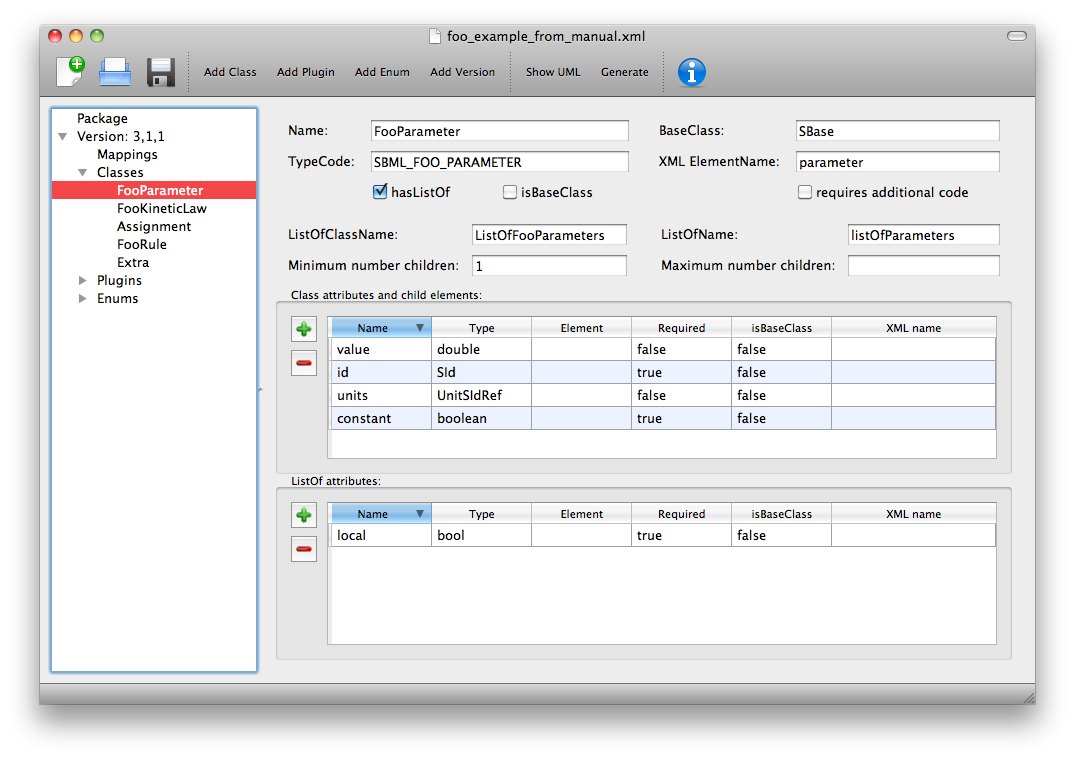 foo_example_from_manual.xml
Add Class Add Plugin Add Enum Add Version Show UML Generate
Package
Version: 3,1,1
Mappings
Classes
FooParameter
FooKineticLaw
Assignment
FooRule
Extra
Plugins
Enums
Name: FooParameter BaseClass: SBase
TypeCode: SBML_FOO_PARAMETER XML ElementName: parameter
hasListOf isBaseClass requires additional code
ListOfClassName: ListOfFooParameters ListOfName: listOfParameters
Minimum number children: 1 Maximum number children:
Class attributes and child elements:
Name Type Element Required isBaseClass XML name
value double false false
id SId true false
units UnitSIdRef false false
constant boolean true false
ListOf attributes:
Name Type Element Required isBaseClass XML name
local bool true false